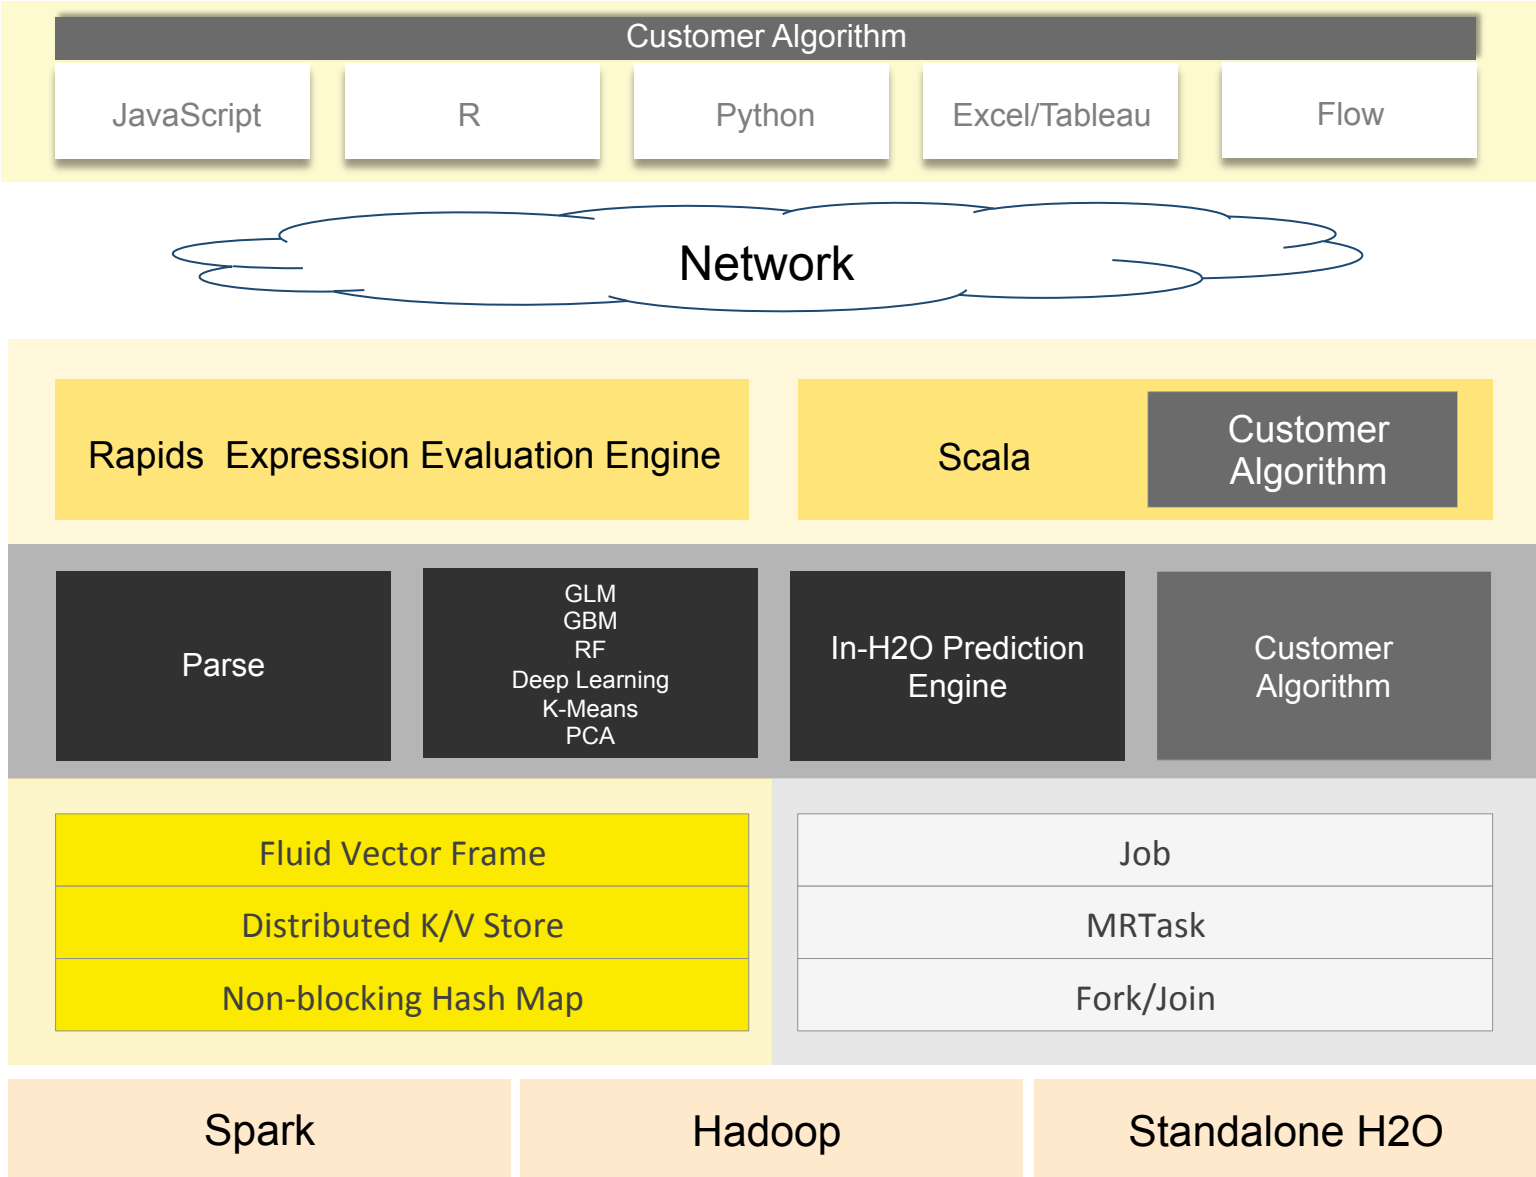 Customer Algorithm
JavaScript
R
Python
Excel/Tableau
Flow
Network
Rapids  Expression Evaluation Engine
Scala
Customer
Algorithm
Parse
GLM
GBM
RF
Deep Learning
K-Means
PCA
In-H2O Prediction
Engine
Customer
Algorithm
Fluid Vector Frame
Distributed K/V Store
Non-blocking Hash Map
Job
MRTask
Fork/Join
Spark
Hadoop
Standalone H2O